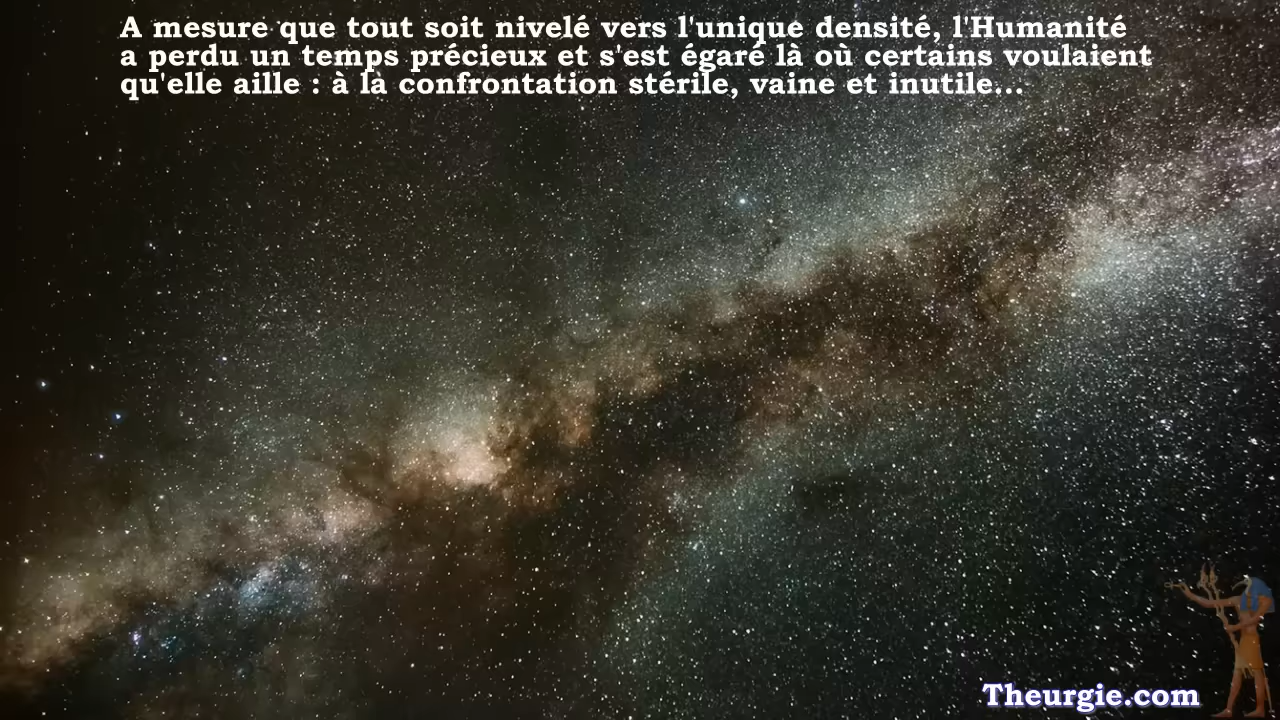 A mesure que tout soit nivelé vers l'unique densité, l'Humanité
a perdu un temps précieux et s'est égaré là où certains voulaient
qu'elle aille : à la confrontation stérile, vaine et inutile...
Theurgie.com